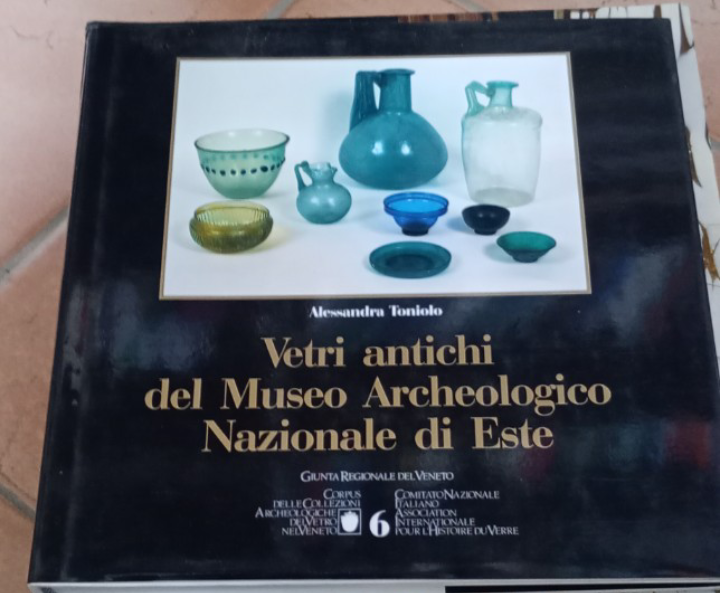 Alessandra Toniolo
Vetri antichi
del Museo Archeologico
Nazionale di Este
GIUNTA REGIONALE DEL VENETO
CORPUS
DELLE COLLEZIONI
ARCHEOLOGICHE
DEL VETRO
NEL VENETO
6
COMITATO NAZIONALE
ITALIANO
ASSOCIATION
INTERNATIONALE
POUR L'HISTOIRE DU VERRE